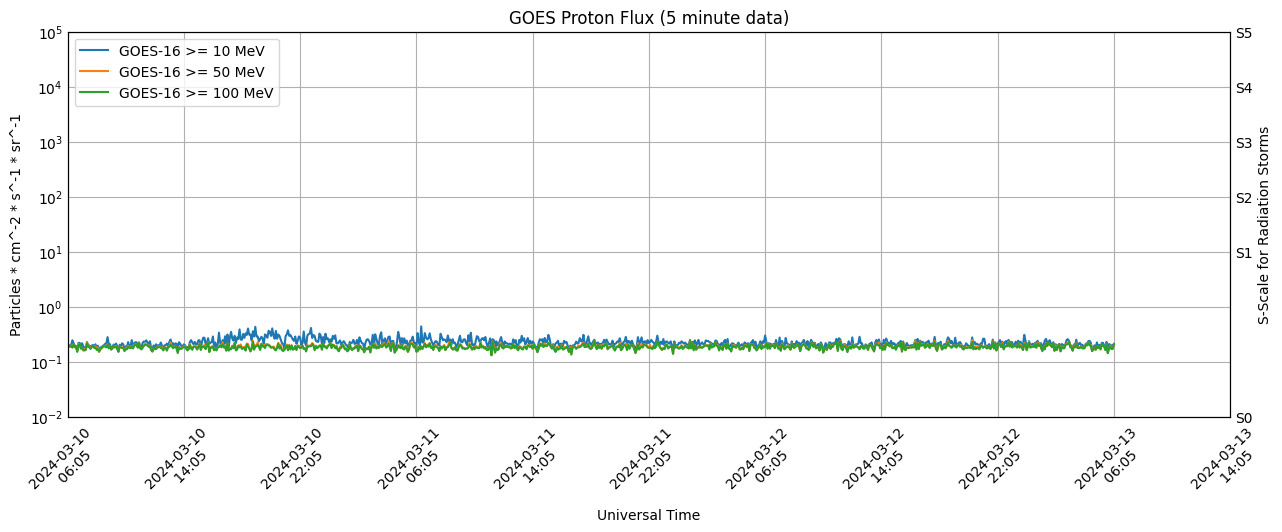 GOES Proton Flux (5 minute data)
GOES-16 >= 10 MeV
GOES-16 >= 50 MeV
GOES-16 >= 100 MeV
Particles * cm^-2 * s^-1 * sr^-1
10^5
10^4
10^3
10^2
10^1
10^0
10^-1
10^-2
S5
S4
S3
S2
S1
S0
S-Scale for Radiation Storms
2024-03-10
06:05
2024-03-10
14:05
2024-03-10
22:05
2024-03-11
06:05
2024-03-11
14:05
2024-03-11
22:05
2024-03-12
06:05
2024-03-12
14:05
2024-03-12
22:05
2024-03-13
06:05
2024-03-13
14:05
Universal Time